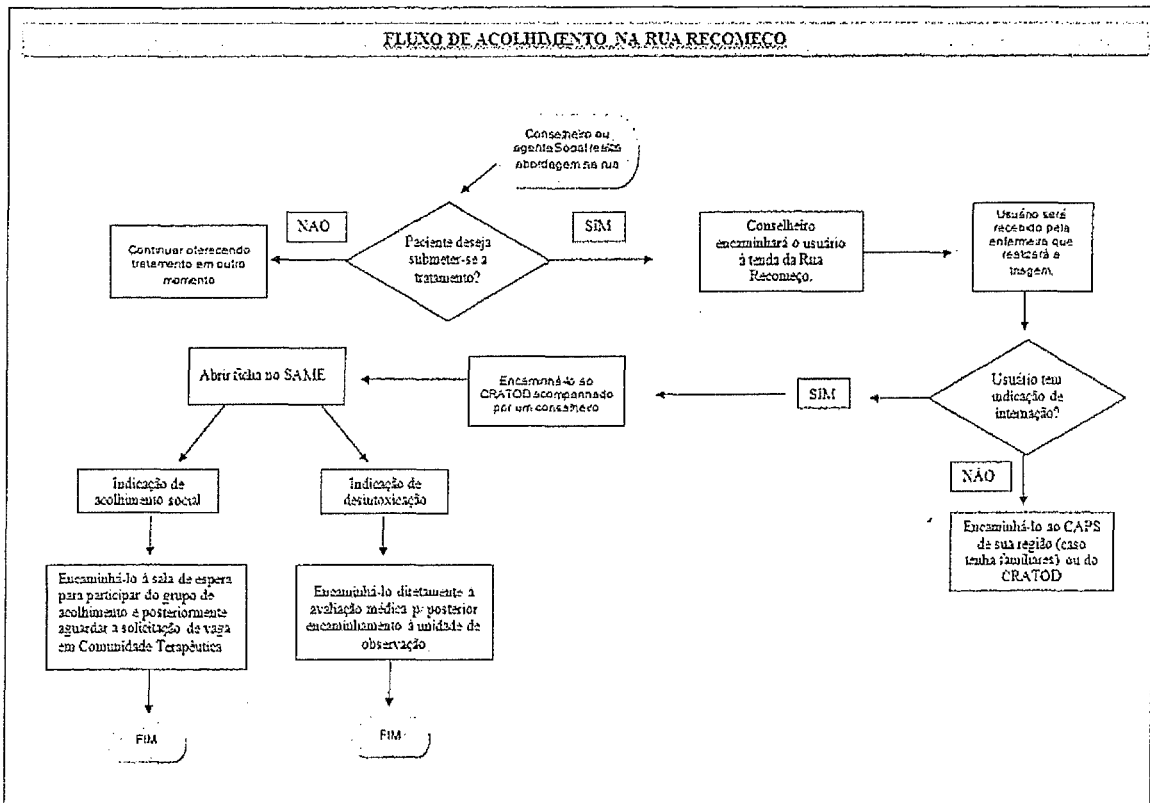 FLUXO DE ACOLHIMENTO NA RUA RECOMEÇO
Conselheiro ou
agente Social realiza
abordagem na rua
NÃO
SIM
Continuar oferecendo
tratamento em outro
momento
Paciente deseja
submeter-se a
tratamento?
Conselheiro
encaminhará o usuário
à tenda da Rua
Recomeço.
Usuário será
recebido pela
enfermeira que
realizará a
triagem.
Abrir ficha no SAME
Encaminhá-lo ao
CRATOD acompanhado
por um conselheiro
SIM
Usuário tem
indicação de
internação?
NÃO
Indicação de
acolhimento social
Indicação de
desintoxicação
Encaminhá-lo ao CAPS
de sua região (caso
tenha familiares) ou do
CRATOD
Encaminhá-lo à sala de espera
para participar do grupo de
acolhimento e posteriormente
aguardar a solicitação de vaga
em Comunidade Terapêutica
Encaminhá-lo diretamente à
avaliação médica p/ posterior
encaminhamento à unidade de
observação
FIM
FIM